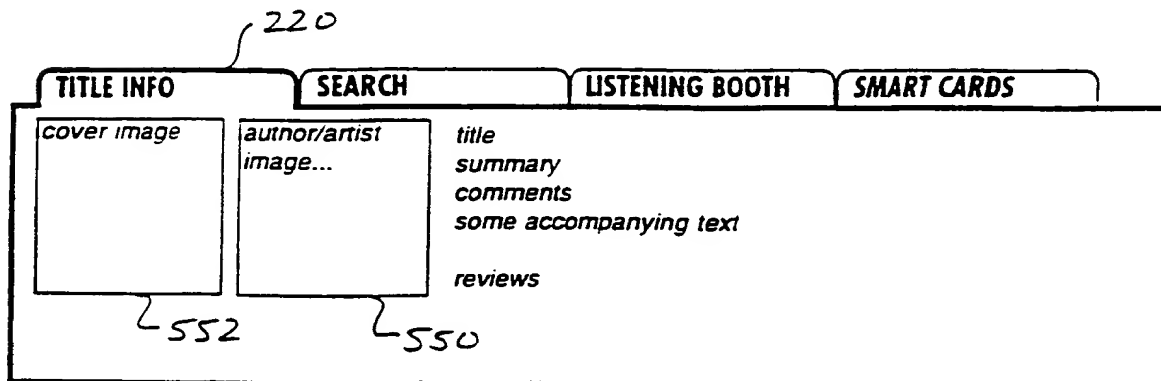 220
TITLE INFO SEARCH LISTENING BOOTH SMART CARDS
cover image
author/artist
image...
title
summary
comments
some accompanying text
reviews
552
550